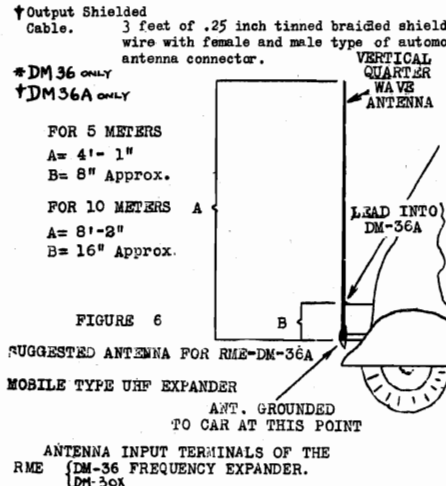 †Output Shielded
Cable. 3 feet of .25 inch tinned braided shield
wire with female and male type of automo
antenna connector.
*DM36 ONLY
†DM36A ONLY
VERTICAL
QUARTER
WAVE
ANTENNA
FOR 5 METERS
A= 4'- 1"
B= 8" Approx.
FOR 10 METERS
A= 8'-2"
B= 16" Approx.
A
LEAD INTO
DM-36A
B
FIGURE 6
SUGGESTED ANTENNA FOR RME-DM-36A
MOBILE TYPE UHF EXPANDER
ANT. GROUNDED
TO CAR AT THIS POINT
ANTENNA INPUT TERMINALS OF THE
RME {DM-36 FREQUENCY EXPANDER.
DM-30X